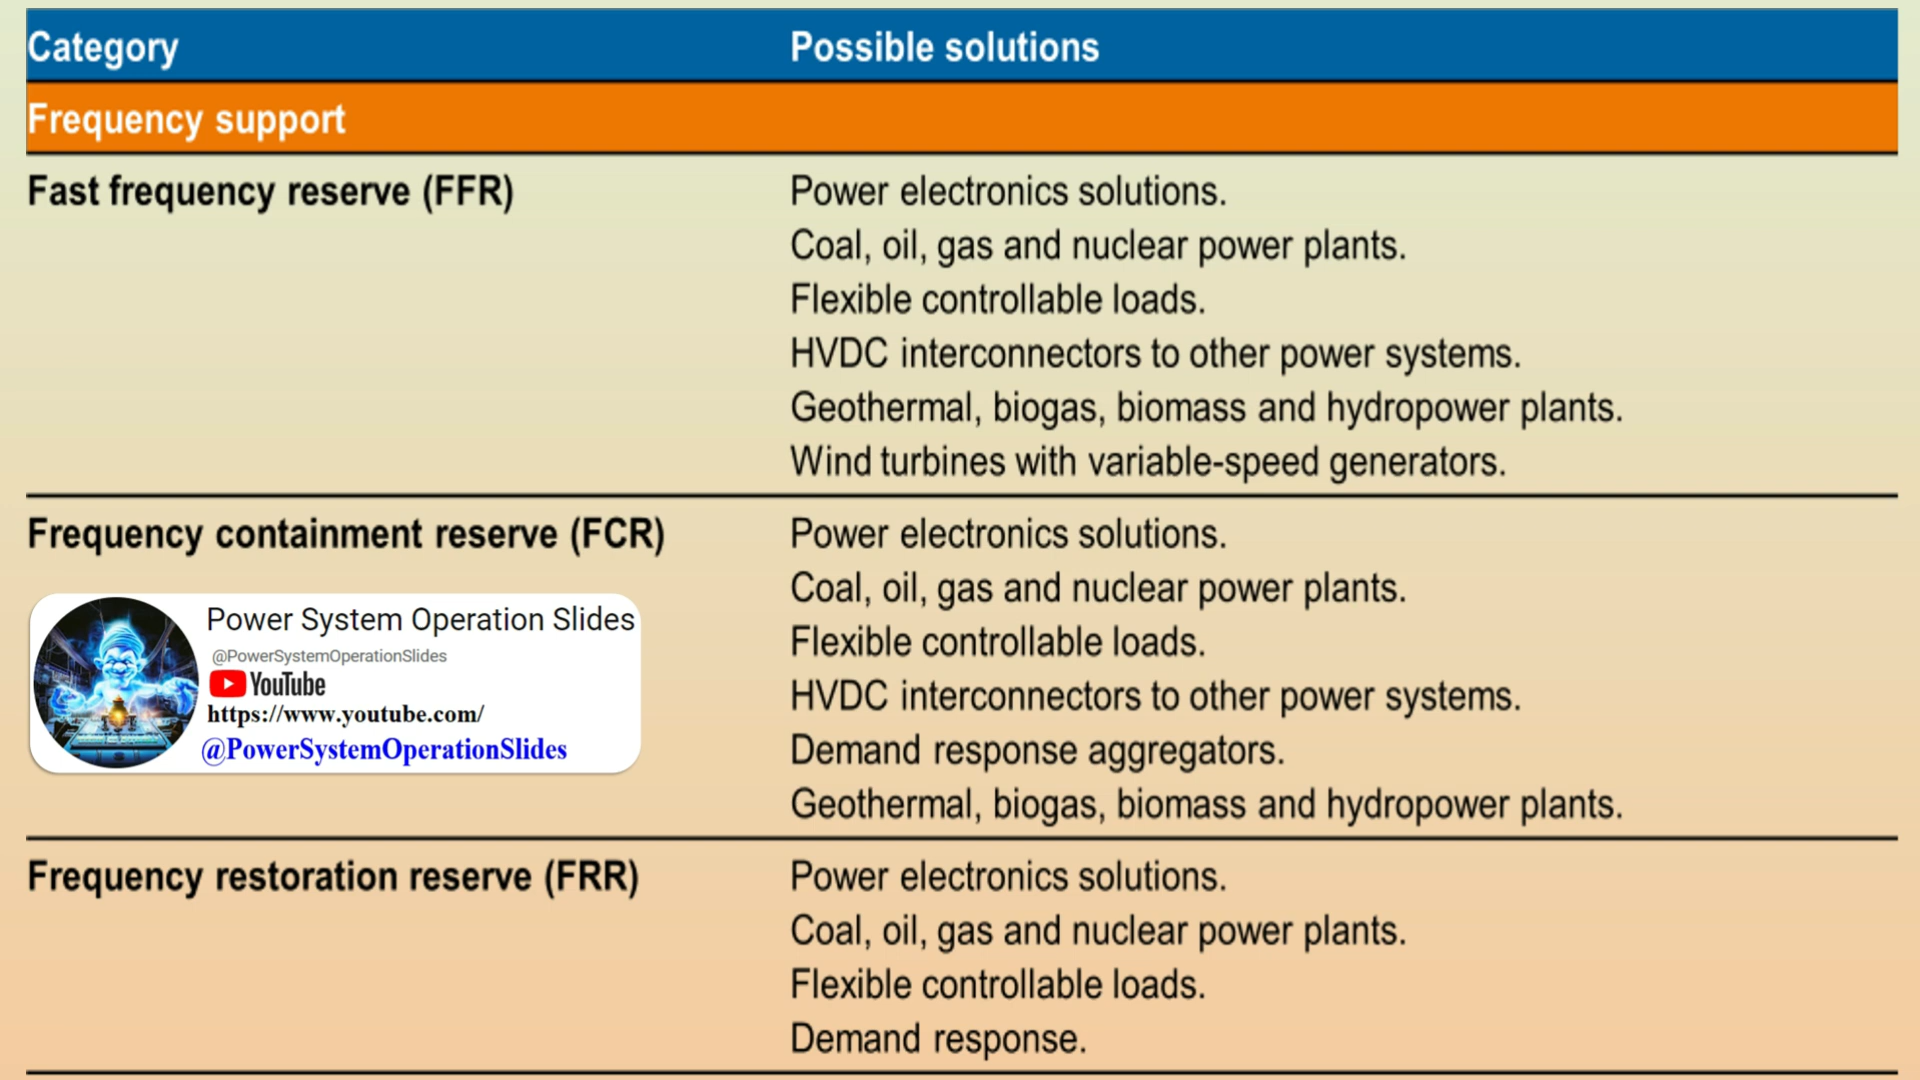 Category Possible solutions
Frequency support
Fast frequency reserve (FFR) Power electronics solutions.
Coal, oil, gas and nuclear power plants.
Flexible controllable loads.
HVDC interconnectors to other power systems.
Geothermal, biogas, biomass and hydropower plants.
Wind turbines with variable-speed generators.
Frequency containment reserve (FCR) Power electronics solutions.
Coal, oil, gas and nuclear power plants.
Flexible controllable loads.
HVDC interconnectors to other power systems.
Demand response aggregators.
Geothermal, biogas, biomass and hydropower plants.
Power System Operation Slides
@PowerSystemOperationSlides
YouTube
https://www.youtube.com/
@PowerSystemOperationSlides
Frequency restoration reserve (FRR) Power electronics solutions.
Coal, oil, gas and nuclear power plants.
Flexible controllable loads.
Demand response.